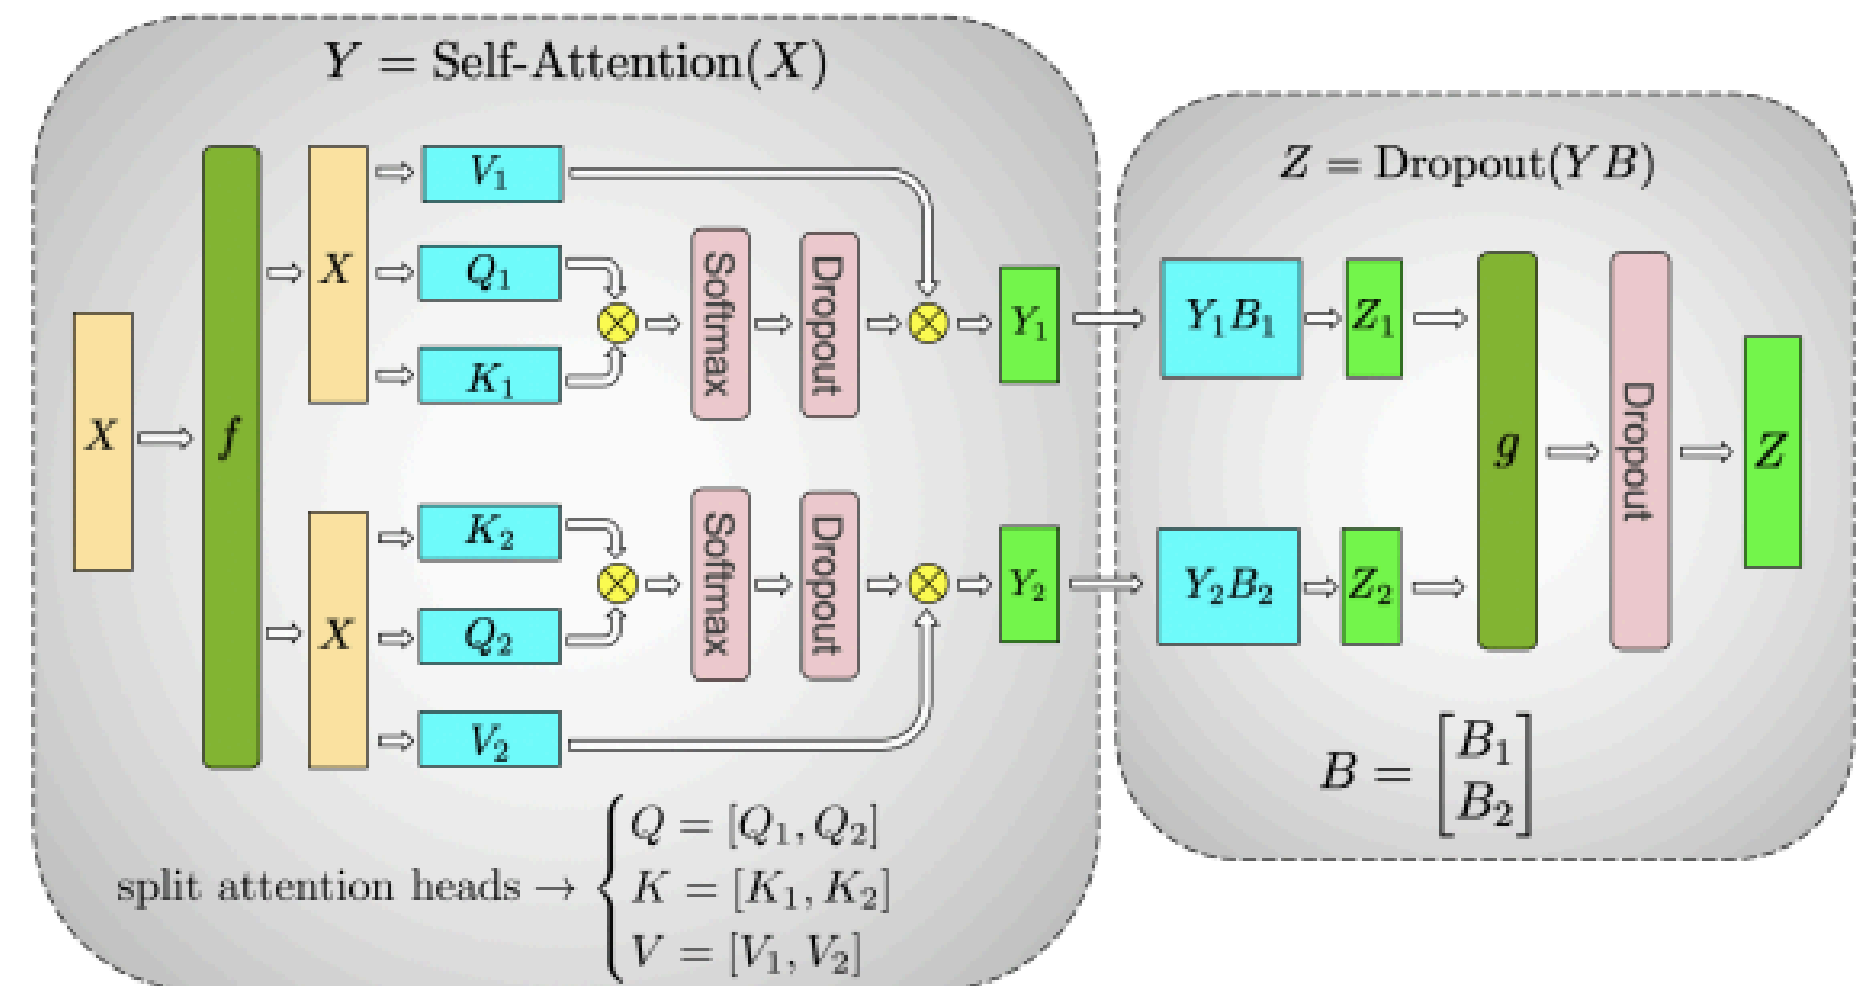 Y = Self-Attention(X)
X
f
X
V₁
Q₁
K₁
Softmax
Dropout
Y₁
X
K₂
Q₂
V₂
Softmax
Dropout
Y₂
split attention heads → { Q = [Q₁, Q₂]
K = [K₁, K₂]
V = [V₁, V₂]
Z = Dropout(Y B)
Y₁B₁
Z₁
Y₂B₂
Z₂
g
Dropout
Z
B = [B₁
B₂]